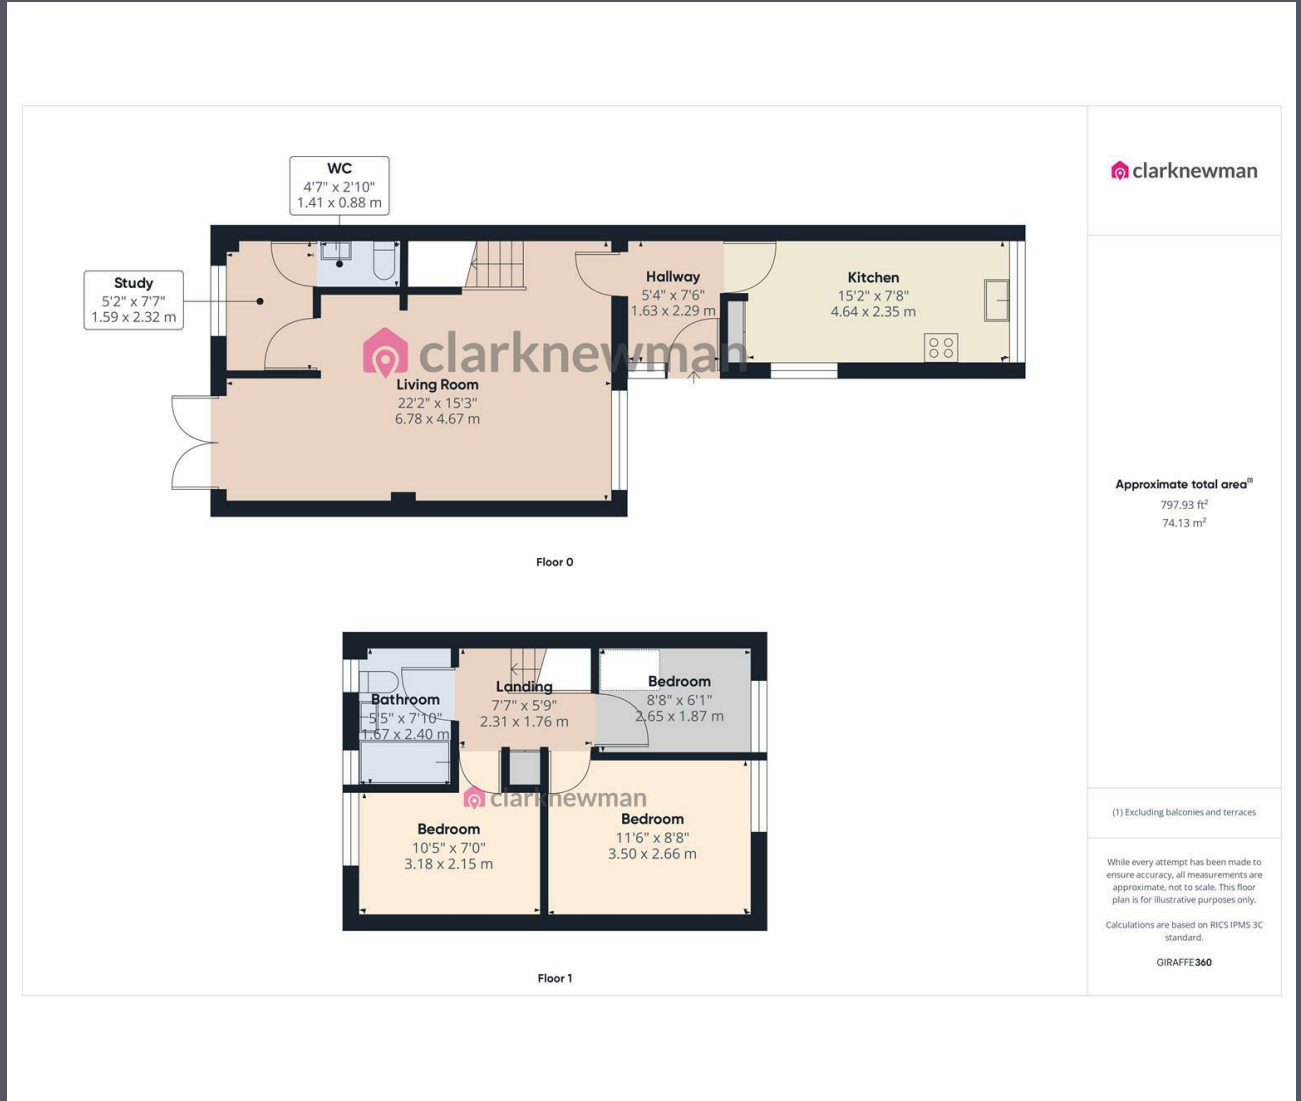 WC
4'7" x 2'10"
1.41 x 0.88 m
Study
5'2" x 7'7"
1.59 x 2.32 m
Hallway
5'4" x 7'6"
1.63 x 2.29 m
Kitchen
15'2" x 7'8"
4.64 x 2.35 m
clarknewman
Living Room
22'2" x 15'3"
6.78 x 4.67 m
Floor 0
Bathroom
5'5" x 7'10"
1.67 x 2.40 m
Landing
7'7" x 5'9"
2.31 x 1.76 m
Bedroom
8'8" x 6'1"
2.65 x 1.87 m
clarknewman
Bedroom
10'5" x 7'0"
3.18 x 2.15 m
Bedroom
11'6" x 8'8"
3.50 x 2.66 m
Floor 1
clarknewman
Approximate total area(1)
797.93 ft²
74.13 m²
(1) Excluding balconies and terraces
While every attempt has been made to
ensure accuracy, all measurements are
approximate, not to scale. This floor
plan is for illustrative purposes only.
Calculations are based on RICS IPMS 3C
standard.
GIRAFFE360